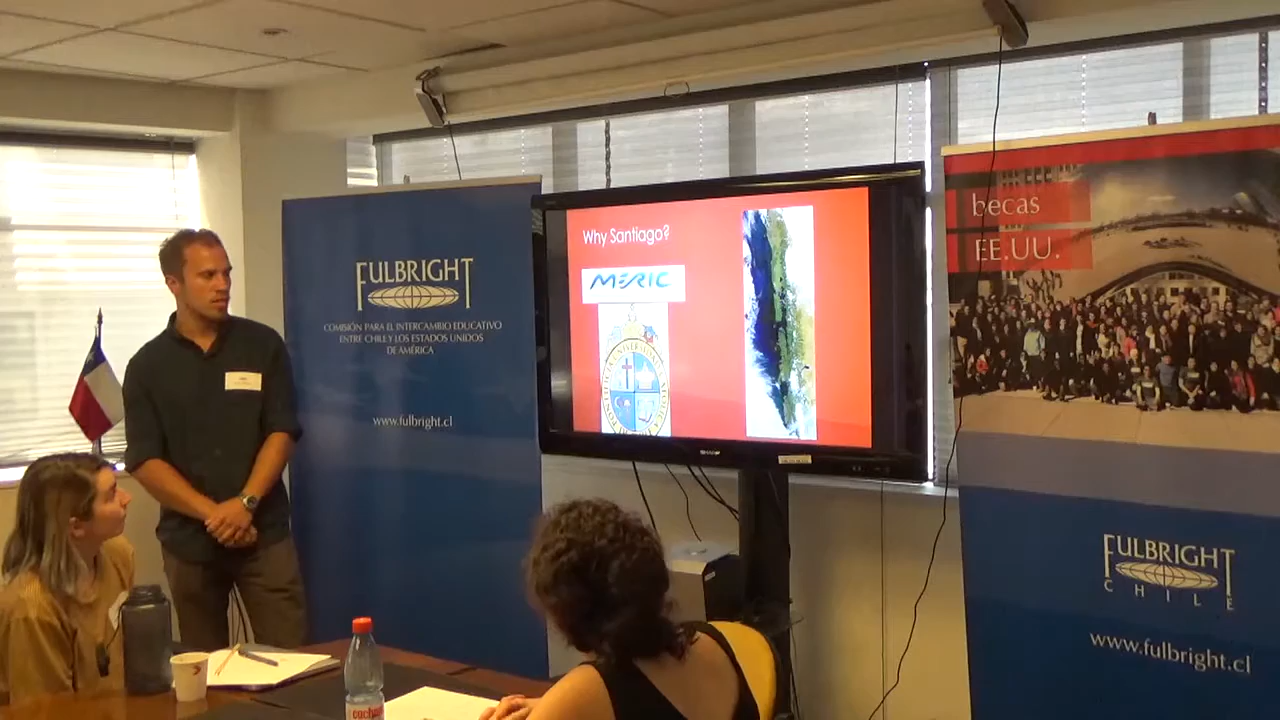 FULBRIGHT
COMISIÓN PARA EL INTERCAMBIO EDUCATIVO
ENTRE CHILE Y LOS ESTADOS UNIDOS
DE AMÉRICA
www.fulbright.cl
Why Santiago?
MERIC
SHARP
becas
EE.UU.
FULBRIGHT
CHILE
www.fulbright.cl